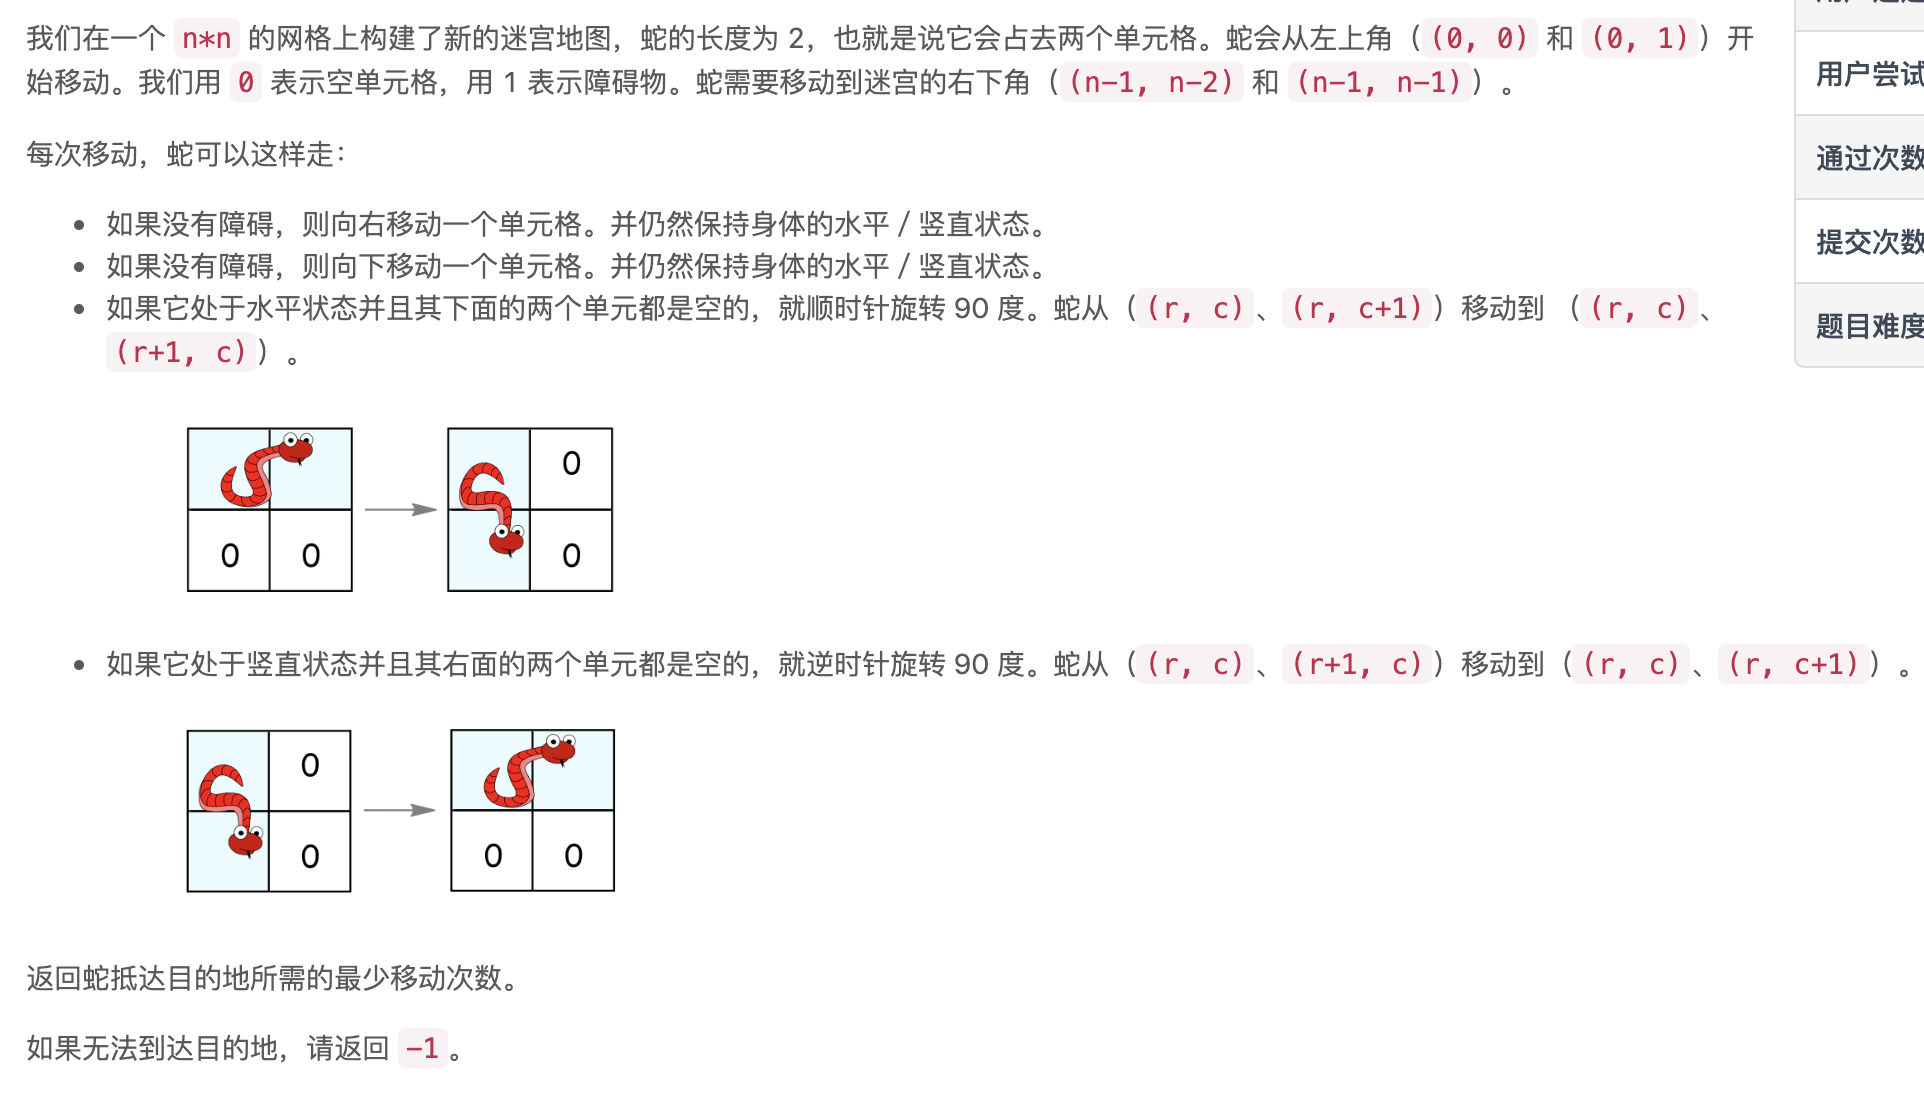 我们在一个 n*n 的网格上构建了新的迷宫地图，蛇的长度为 2，也就是说它会占去两个单元格。蛇会从左上角（(0, 0) 和 (0, 1)）开
始移动。我们用 0 表示空单元格，用 1 表示障碍物。蛇需要移动到迷宫的右下角（(n-1, n-2) 和 (n-1, n-1)）。
用户尝试
每次移动，蛇可以这样走：
通过次数
如果没有障碍，则向右移动一个单元格。并仍然保持身体的水平 / 竖直状态。
提交次数
如果没有障碍，则向下移动一个单元格。并仍然保持身体的水平 / 竖直状态。
如果它处于水平状态并且其下面的两个单元都是空的，就顺时针旋转 90 度。蛇从（(r, c)、(r, c+1)）移动到 （(r, c)、
(r+1, c)）。
题目难度
0
0 0 0
如果它处于竖直状态并且其右面的两个单元都是空的，就逆时针旋转 90 度。蛇从（(r, c)、(r+1, c)）移动到（(r, c)、(r, c+1)）。
0
0 0 0
返回蛇抵达目的地所需的最少移动次数。
如果无法到达目的地，请返回 -1。